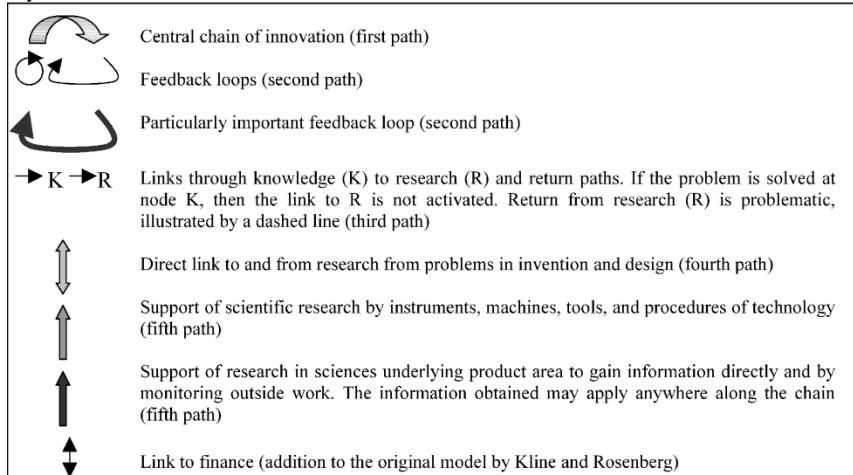 Central chain of innovation (first path)
Feedback loops (second path)
Particularly important feedback loop (second path)
K R Links through knowledge (K) to research (R) and return paths. If the problem is solved at
node K, then the link to R is not activated. Return from research (R) is problematic,
illustrated by a dashed line (third path)
Direct link to and from research from problems in invention and design (fourth path)
Support of scientific research by instruments, machines, tools, and procedures of technology
(fifth path)
Support of research in sciences underlying product area to gain information directly and by
monitoring outside work. The information obtained may apply anywhere along the chain
(fifth path)
Link to finance (addition to the original model by Kline and Rosenberg)